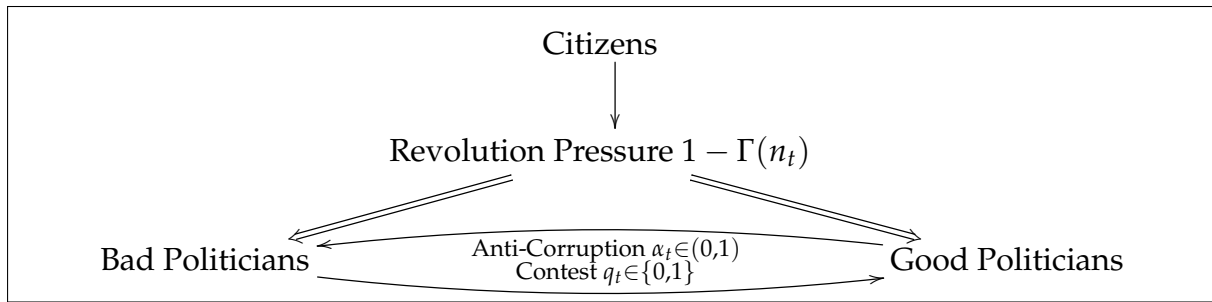 Citizens
Revolution Pressure 1 − Γ(n_t)
Anti-Corruption α_t∈(0,1)
Bad Politicians
Good Politicians
Contest q_t∈{0,1}